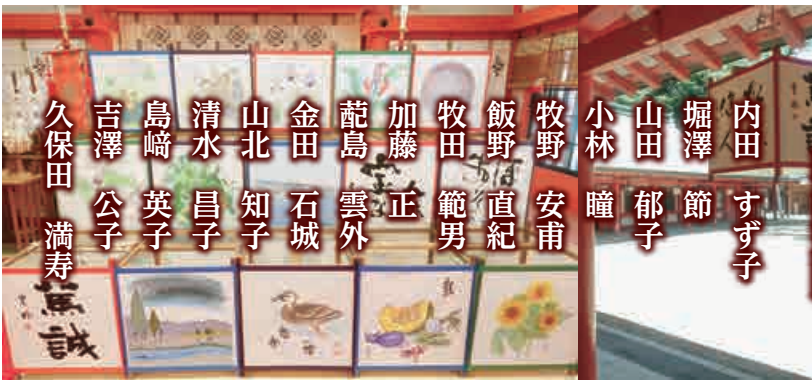 内田 すず子
堀澤 節
山田 郁子
小林 瞳
牧野 安甫
飯野 直紀
牧田 範男
加藤 正
蓜島 雲外
金田 石城
山北 知子
清水 昌子
島﨑 英子
吉澤 公子
久保田 満寿
篤誠